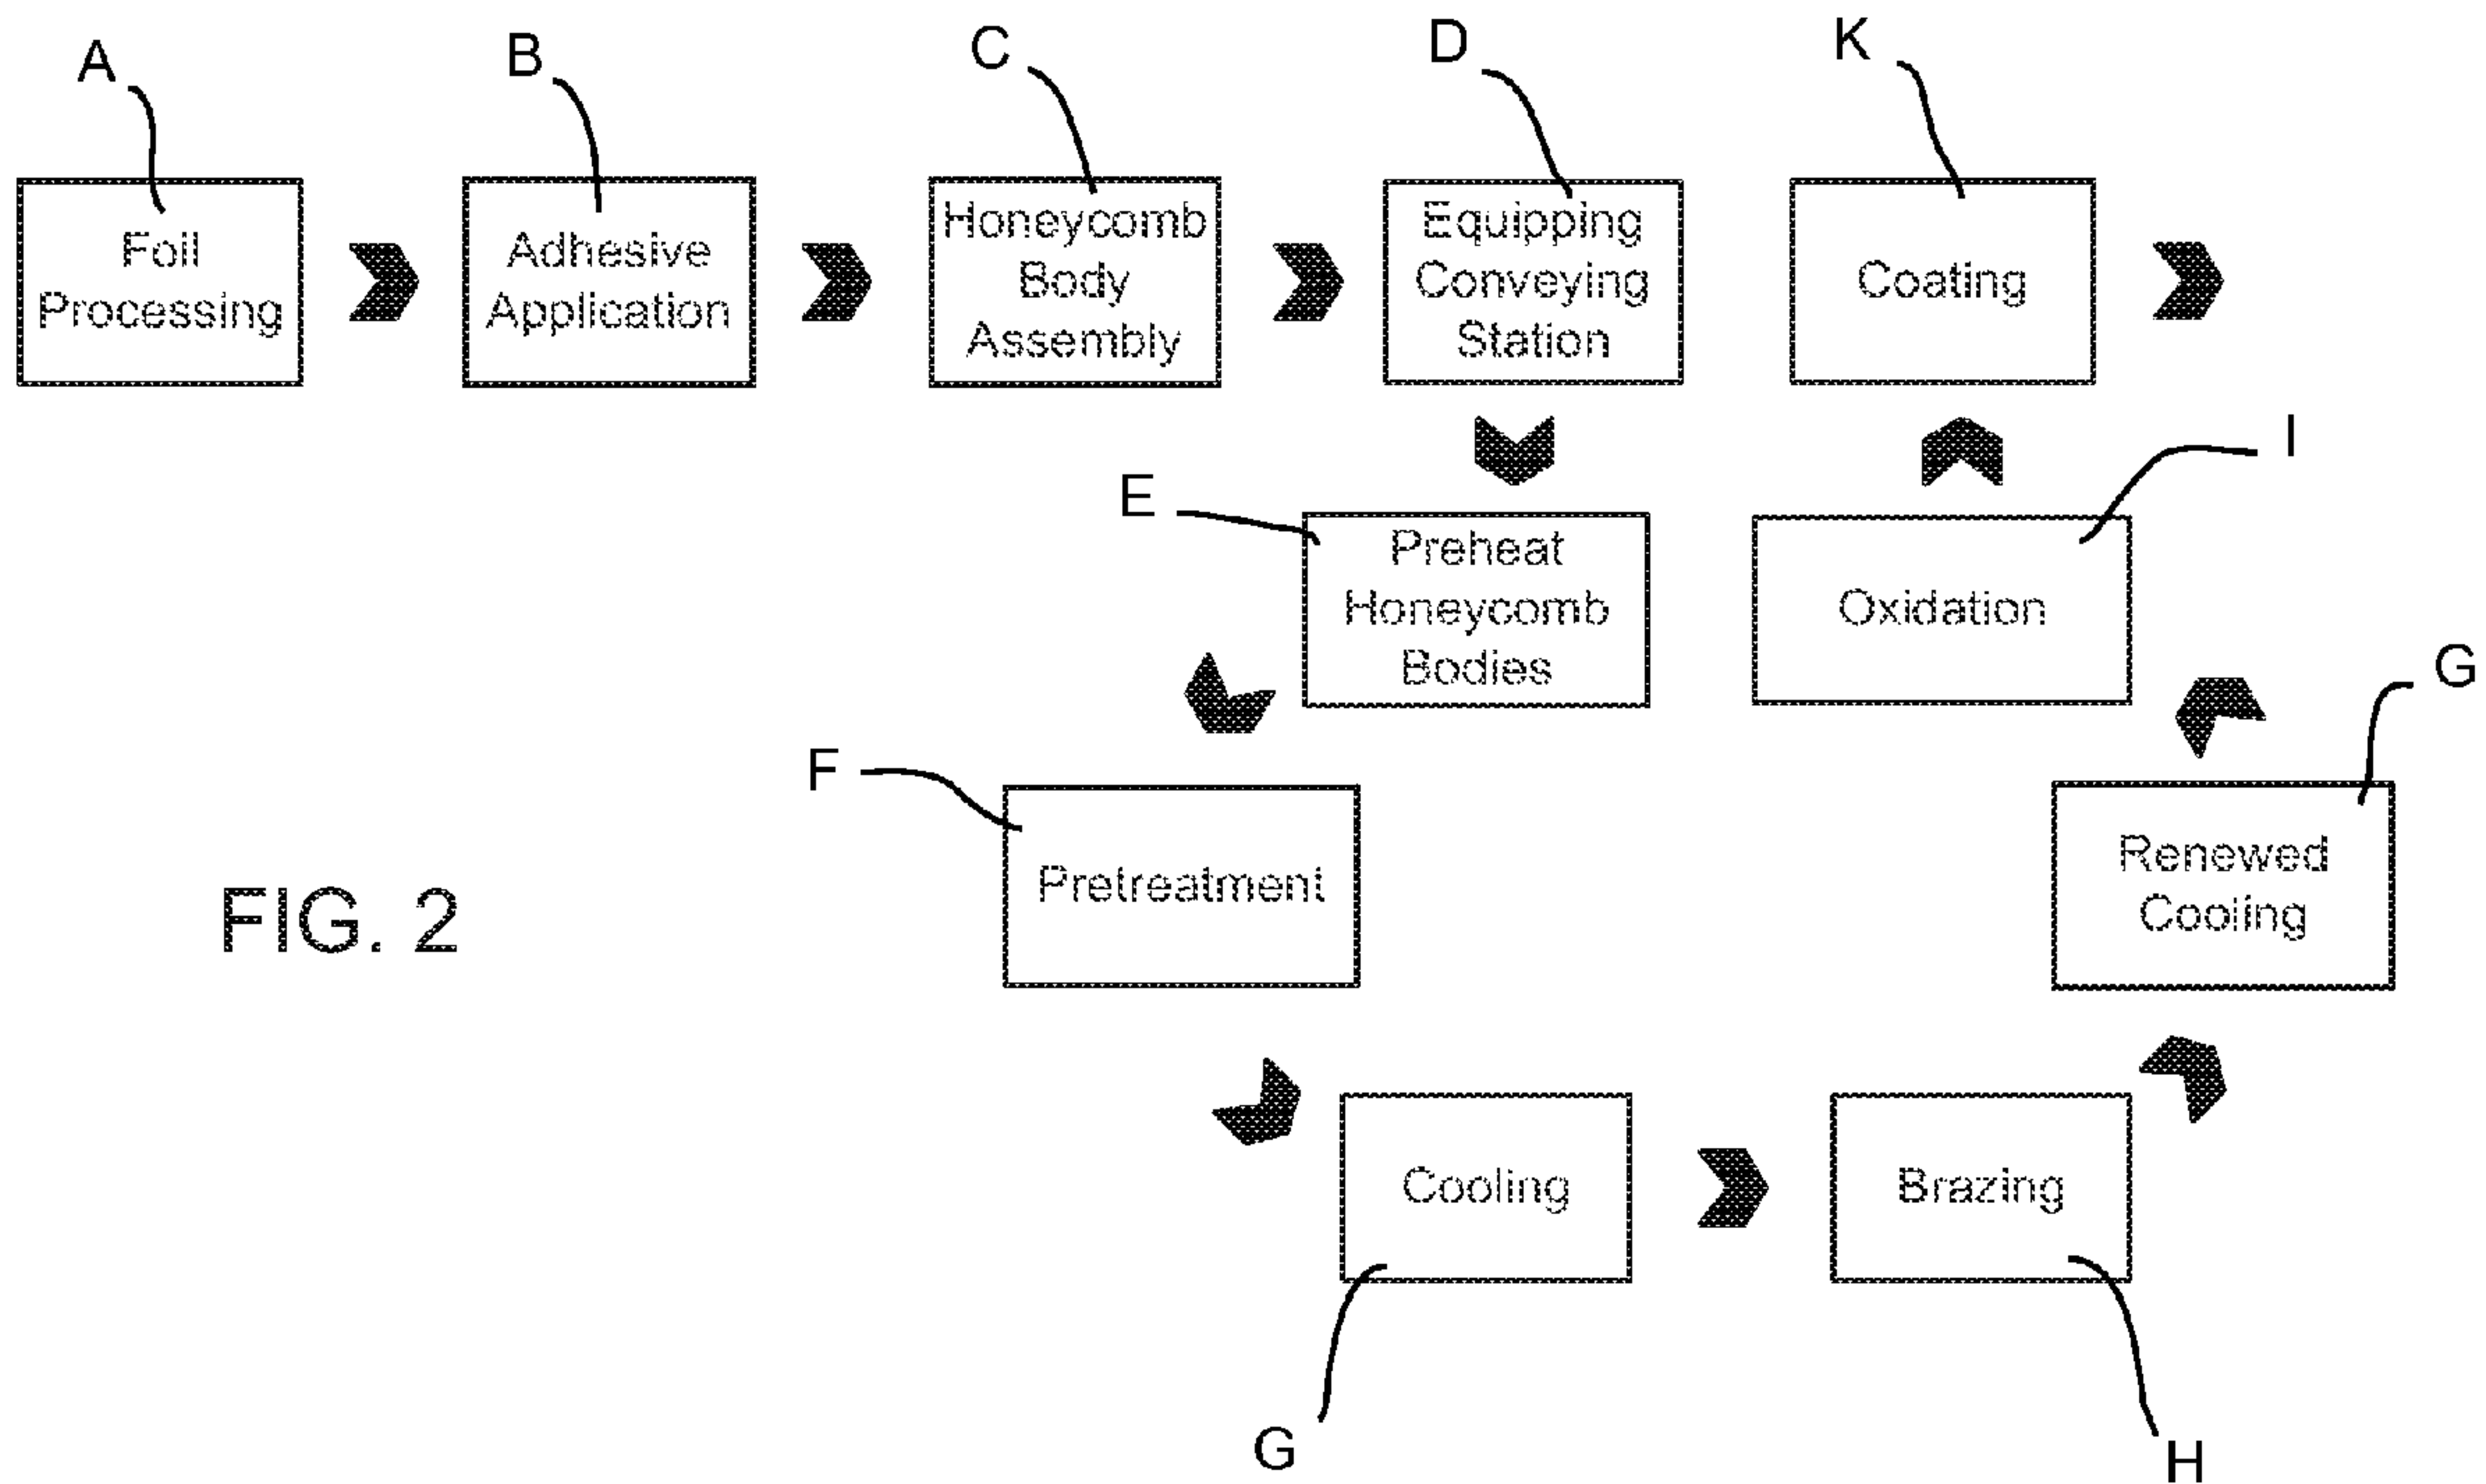 A
B
C
D
K
Foil
Processing
Adhesive
Application
Honeycomb
Body
Assembly
Equipping
Conveying
Station
Coating
E
Preheat
Honeycomb
Bodies
I
Oxidation
F
Pretreatment
G
Renewed
Cooling
FIG. 2
Cooling
Brazing
G
H